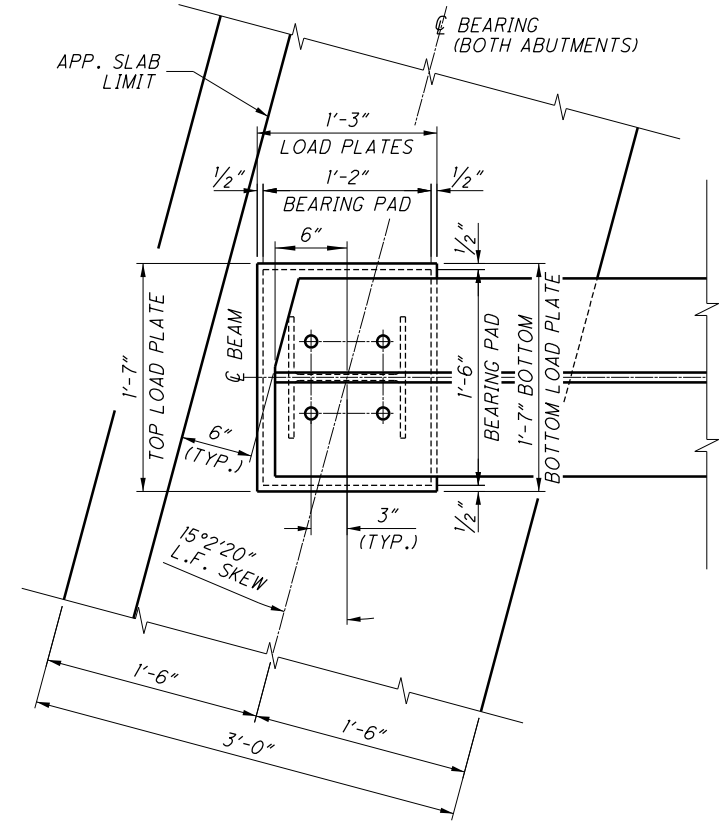 ℄ BEARING
(BOTH ABUTMENTS)
APP. SLAB
LIMIT
1'-3"
LOAD PLATES
1/2"
1'-2"
1/2"
BEARING PAD
6"
1/2"
1'-7"
TOP LOAD PLATE
℄ BEAM
1'-6"
BEARING PAD
1'-7" BOTTOM
BOTTOM LOAD PLATE
6"
(TYP.)
3"
(TYP.)
1/2"
15°2'20"
L.F. SKEW
1'-6"
1'-6"
3'-0"